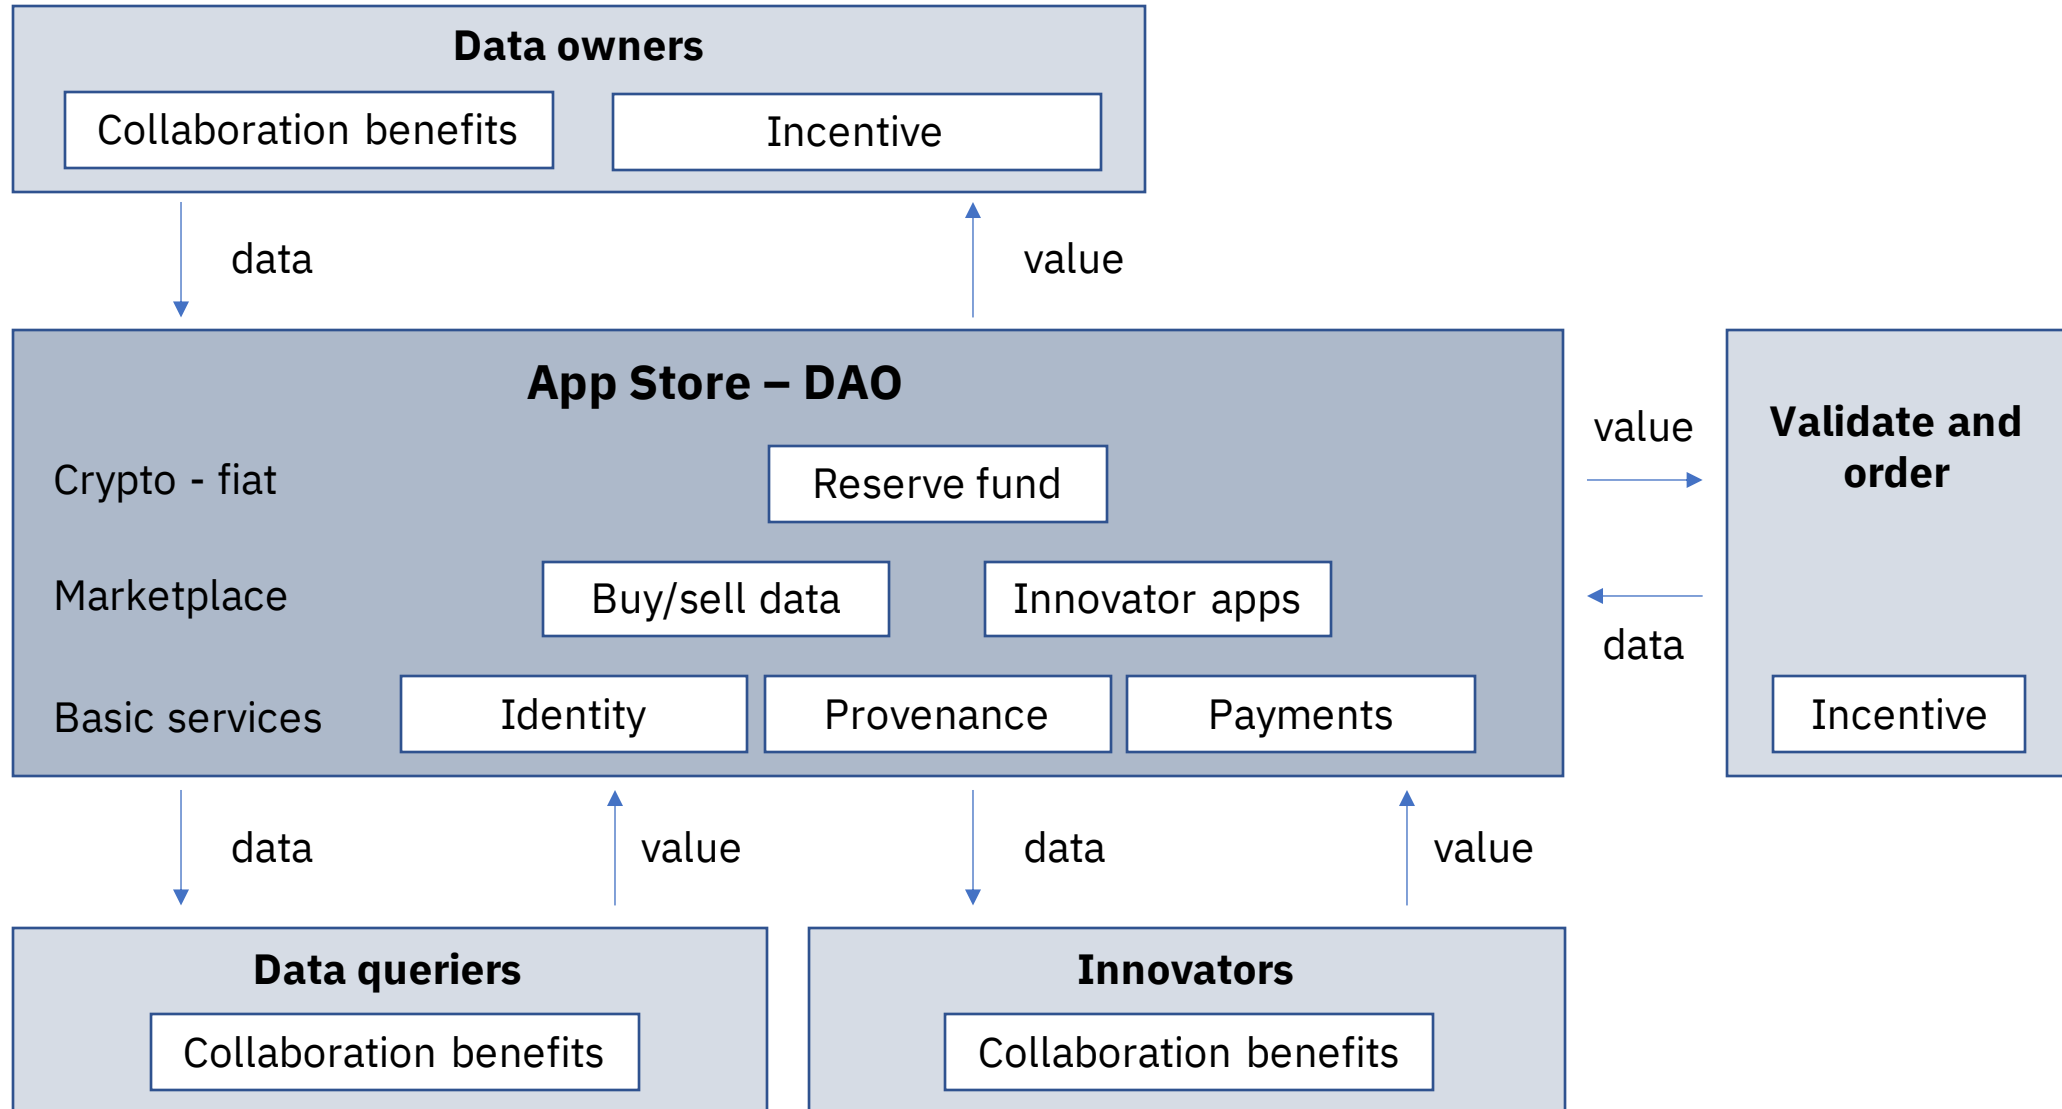 Data owners
Collaboration benefits
Incentive
data
value
App Store – DAO
Crypto - fiat
Reserve fund
Marketplace
Buy/sell data
Innovator apps
Basic services
Identity
Provenance
Payments
value
data
Validate and
order
Incentive
data
value
data
value
Data queriers
Collaboration benefits
Innovators
Collaboration benefits